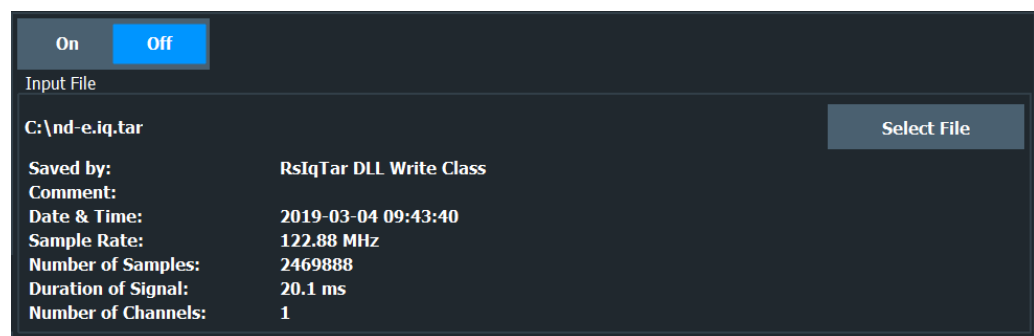 On Off
Input File
C:\nd-e.iq.tar Select File
Saved by: RsIqTar DLL Write Class
Comment:
Date & Time: 2019-03-04 09:43:40
Sample Rate: 122.88 MHz
Number of Samples: 2469888
Duration of Signal: 20.1 ms
Number of Channels: 1